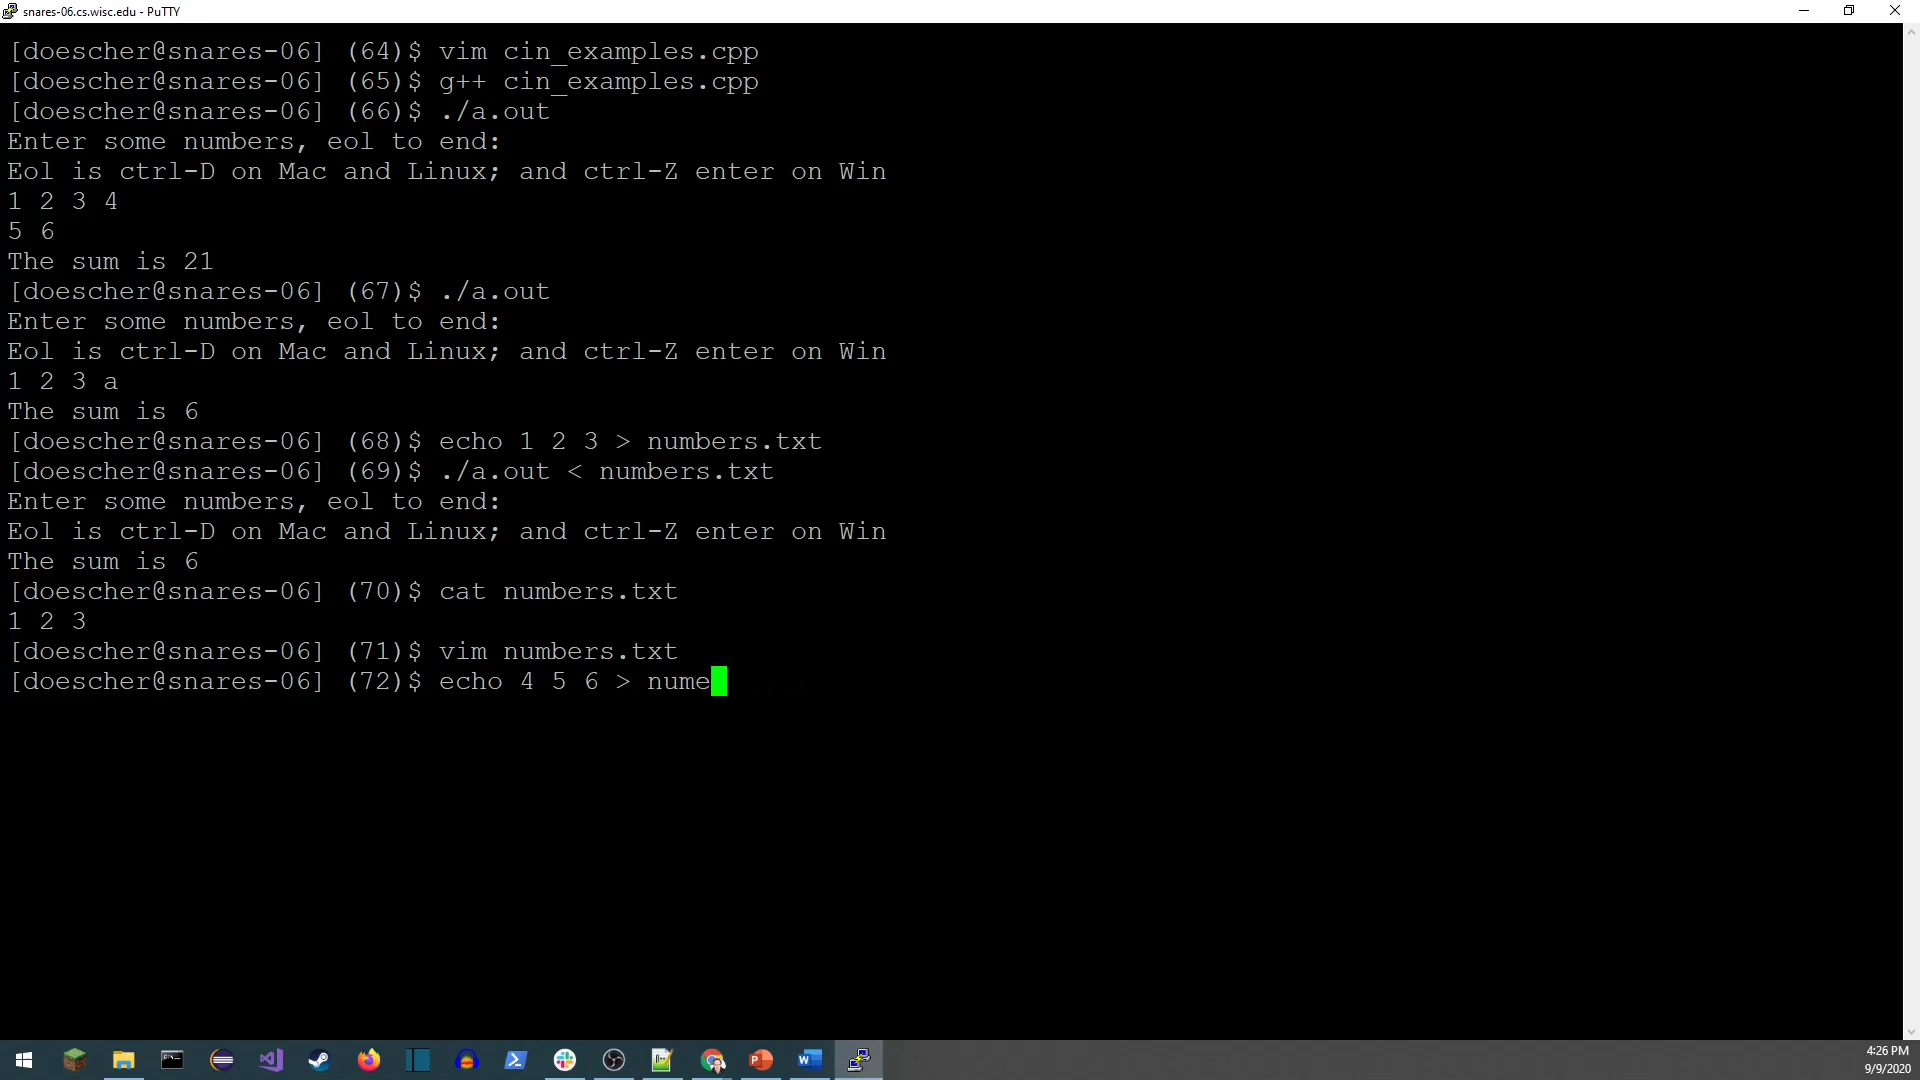 snares-06.cs.wisc.edu - PuTTY
[doescher@snares-06] (64)$ vim cin_examples.cpp
[doescher@snares-06] (65)$ g++ cin_examples.cpp
[doescher@snares-06] (66)$ ./a.out
Enter some numbers, eol to end:
Eol is ctrl-D on Mac and Linux; and ctrl-Z enter on Win
1 2 3 4
5 6
The sum is 21
[doescher@snares-06] (67)$ ./a.out
Enter some numbers, eol to end:
Eol is ctrl-D on Mac and Linux; and ctrl-Z enter on Win
1 2 3 a
The sum is 6
[doescher@snares-06] (68)$ echo 1 2 3 > numbers.txt
[doescher@snares-06] (69)$ ./a.out < numbers.txt
Enter some numbers, eol to end:
Eol is ctrl-D on Mac and Linux; and ctrl-Z enter on Win
The sum is 6
[doescher@snares-06] (70)$ cat numbers.txt
1 2 3
[doescher@snares-06] (71)$ vim numbers.txt
[doescher@snares-06] (72)$ echo 4 5 6 > nume
4:26 PM
9/9/2020